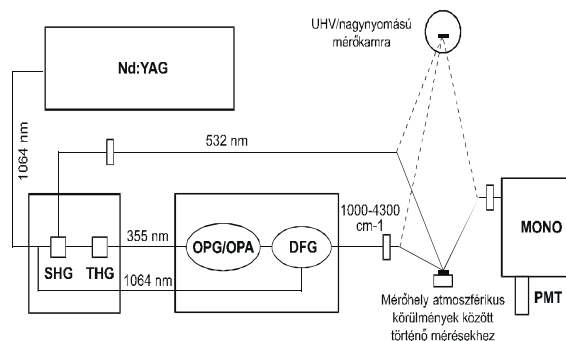 UHV/nagynyomású
mérőkamra
Nd:YAG
1064 nm
532 nm
1000-4300
cm-1
355 nm
OPG/OPA
DFG
MONO
SHG
THG
1064 nm
PMT
Mérőhely atmoszférikus
körülmények között
történő mérésekhez